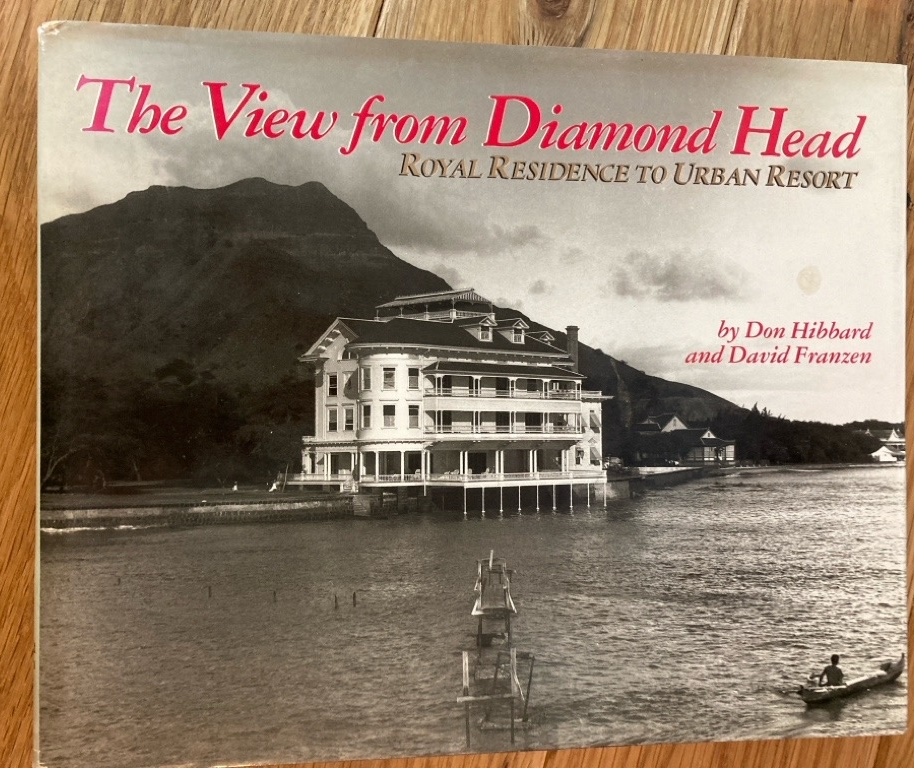 The View from Diamond Head
ROYAL RESIDENCE TO URBAN RESORT
by Don Hibbard
and David Franzen